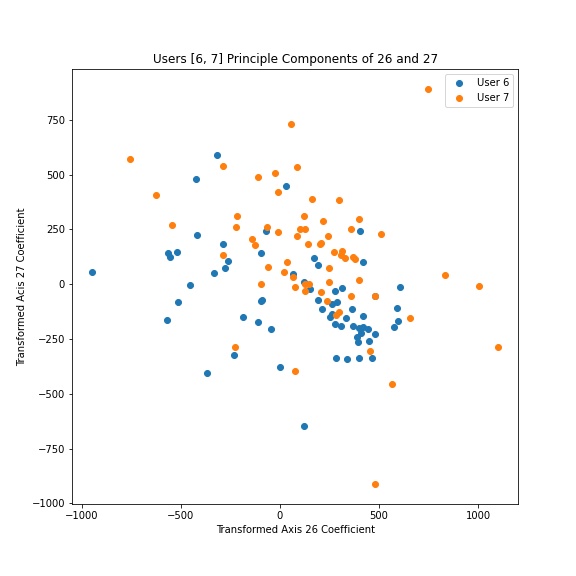 Users [6, 7] Principle Components of 26 and 27
User 6
User 7
Transformed Acis 27 Coefficient
750
500
250
0
−250
−500
−750
−1000
−1000 −500 0 500 1000
Transformed Axis 26 Coefficient